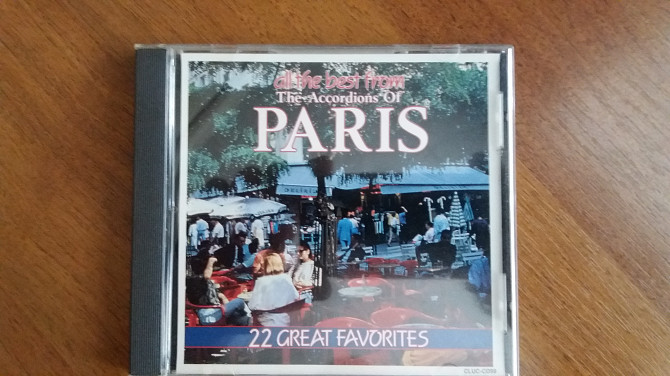 all the best from
The Accordions Of
PARIS
22 GREAT FAVORITES